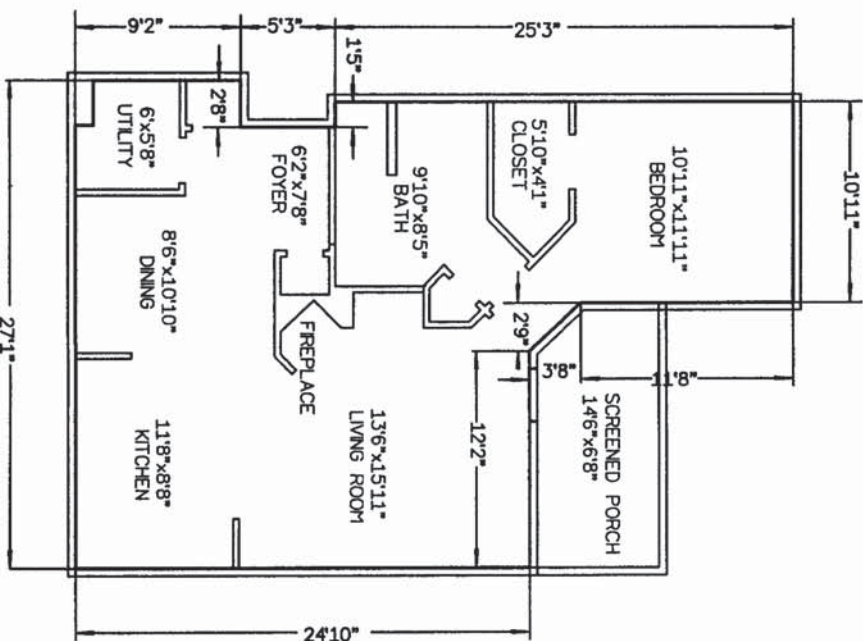 9'2"
5'3"
25'3"
1'5"
2'8"
6'x5'8"
UTILITY
6'2"x7'8"
FOYER
9'10"x8'5"
BATH
5'10"x4'1"
CLOSET
10'11"x11'11"
BEDROOM
10'11"
8'6"x10'10"
DINING
FIREPLACE
2'9"
3'8"
11'8"
27'1"
11'8"x8'8"
KITCHEN
13'6"x15'11"
LIVING ROOM
12'2"
SCREENED PORCH
14'6"x6'8"
24'10"